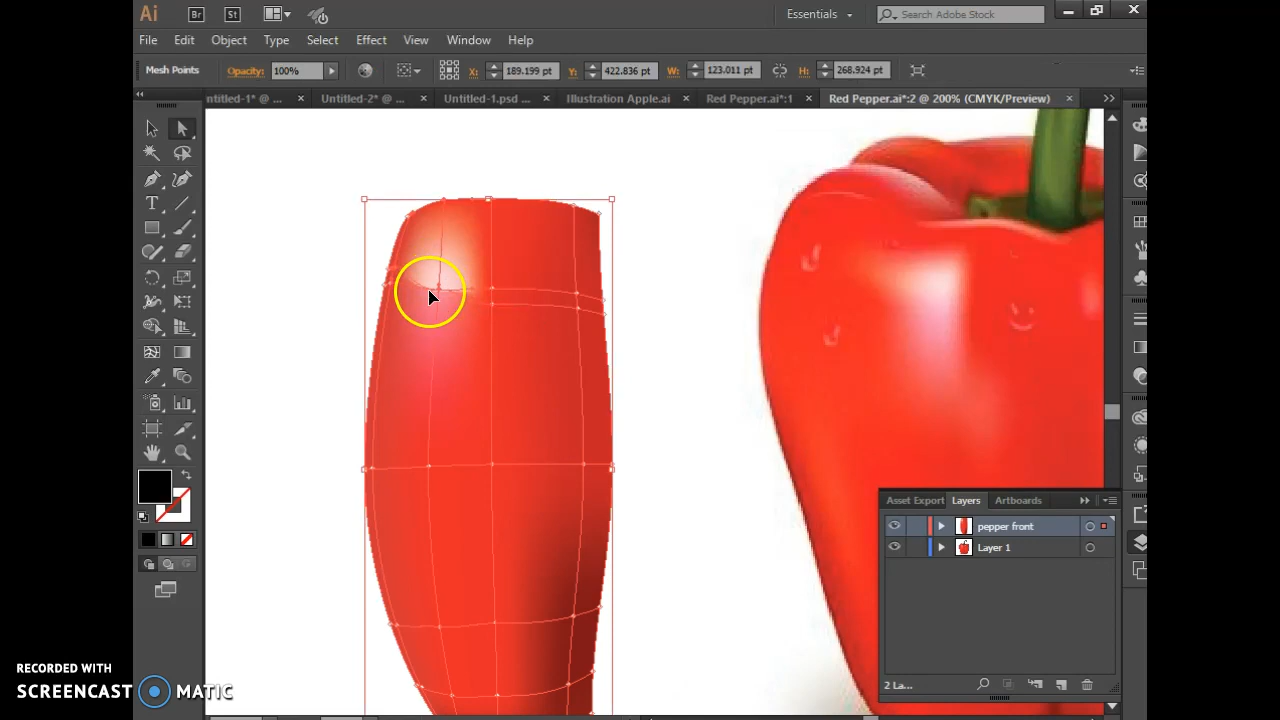 Ai Br St Essentials Search Adobe Stock
File Edit Object Type Select Effect View Window Help
Mesh Points Opacity: 100% X: 189.199 pt Y: 422.836 pt W: 123.011 pt H: 268.924 pt
ntitled-1* @ ... Untitled-2* @ ... Untitled-1.psd ... Illustration Apple.ai Red Pepper.ai*:1 Red Pepper.ai*:2 @ 200% (CMYK/Preview)
T
Asset Export Layers Artboards
pepper front
Layer 1
2 La...
RECORDED WITH
SCREENCAST MATIC